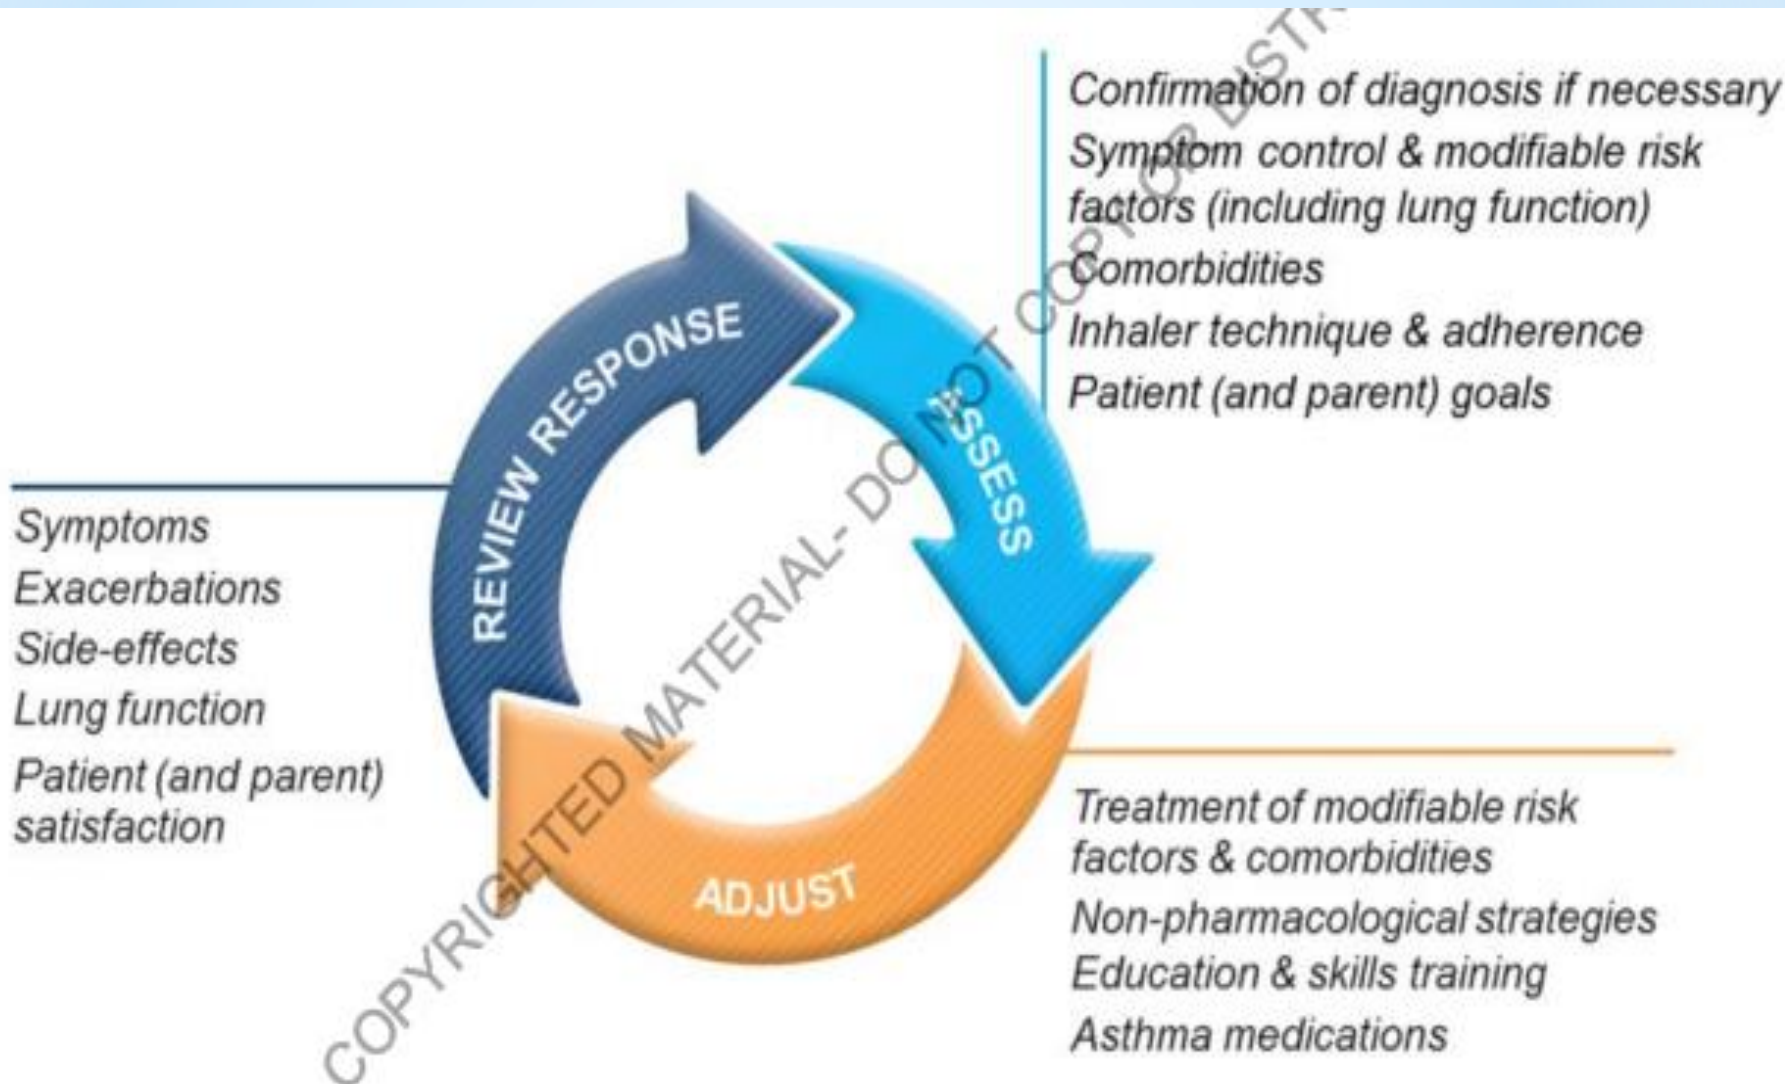 Confirmation of diagnosis if necessary
Symptom control & modifiable risk
factors (including lung function)
Comorbidities
Inhaler technique & adherence
Patient (and parent) goals
REVIEW RESPONSE
ASSESS
Symptoms
Exacerbations
Side-effects
Lung function
Patient (and parent)
satisfaction
ADJUST
Treatment of modifiable risk
factors & comorbidities
Non-pharmacological strategies
Education & skills training
Asthma medications
COPYRIGHTED MATERIAL- DO NOT COPY OR DISTR